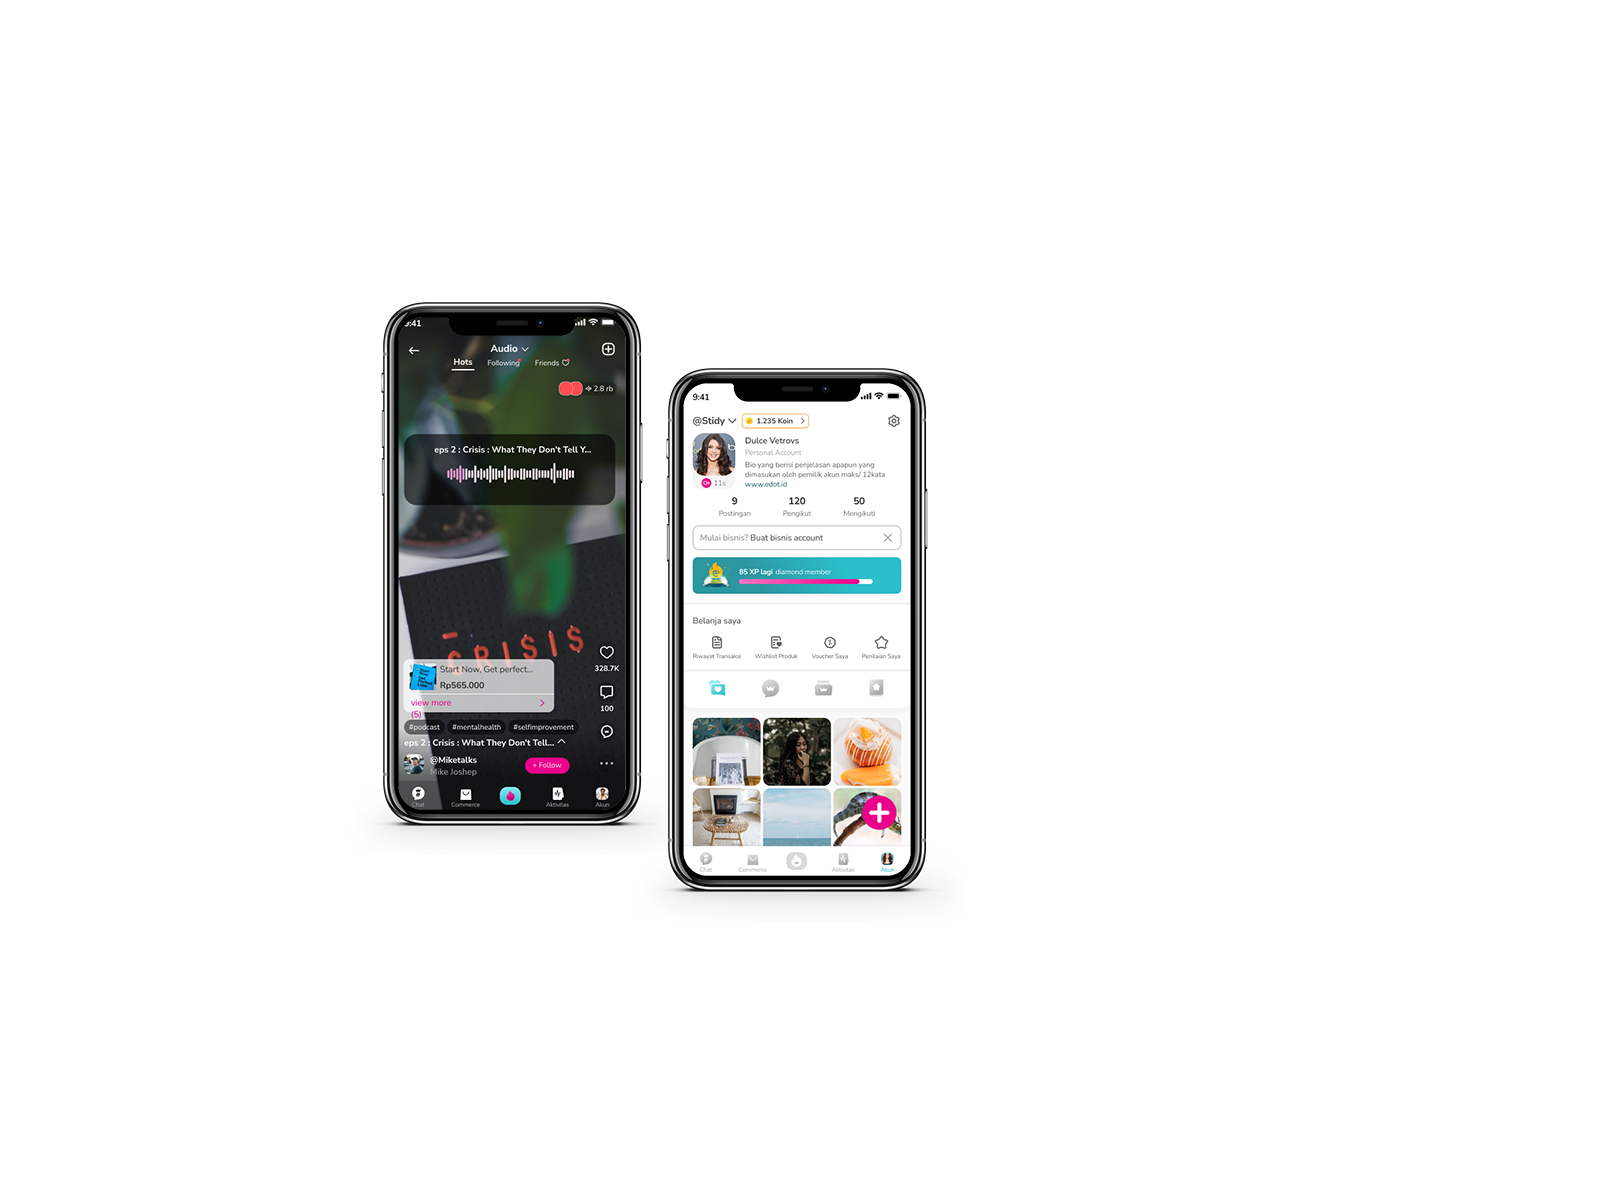 9:41
Audio
Hots Following Friends
2.8 rb
eps 2 : Crisis : What They Don't Tell Y...
CRISIS
Start Now, Get perfect...
Rp565.000
view more
(5)
328.7K
100
#podcast #mentalhealth #selfimprovement
eps 2 : Crisis : What They Don't Tell...
@Miketalks
Mike Joshep
+ Follow
Chat Commerce Aktivitas Akun
9:41
@Stidy 1.235 Koin
Dulce Vetrovs
Personal Account
Bio yang berisi penjelasan apapun yang
dimasukan oleh pemilik akun maks/ 12kata
www.edot.id
11s
9 120 50
Postingan Pengikut Mengikuti
Mulai bisnis? Buat bisnis account
85 XP lagi diamond member
Belanja saya
Riwayat Transaksi Wishlist Produk Voucher Saya Penilaian Saya
Chat Commerce Aktivitas Akun